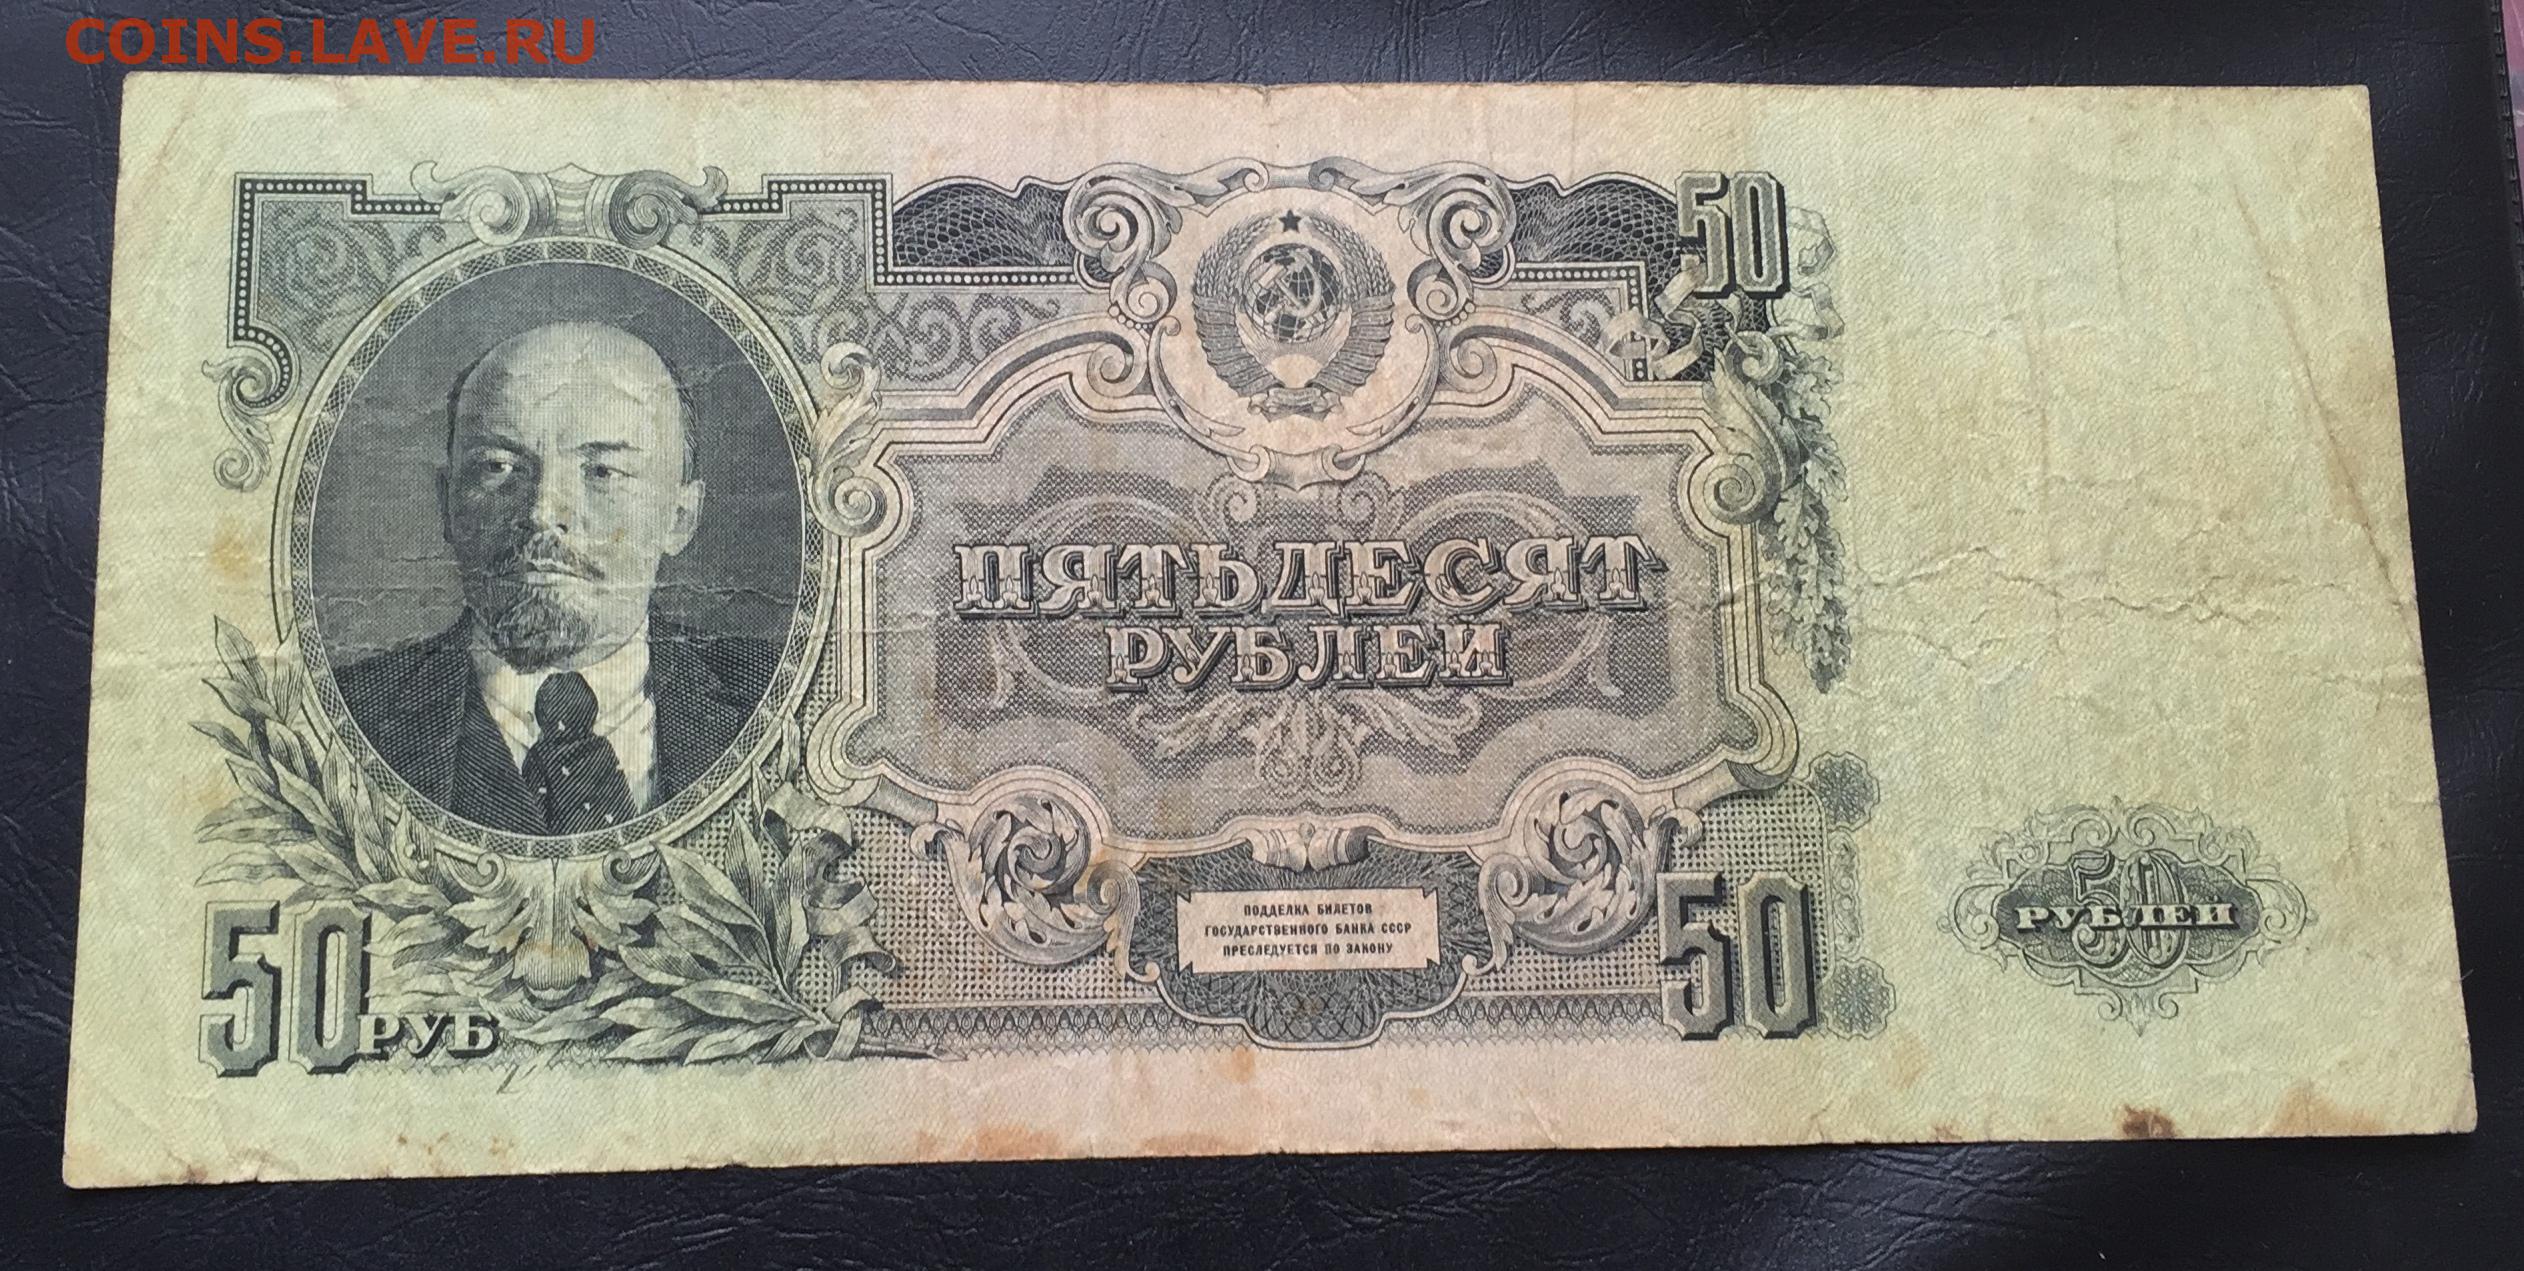 COINS.LAVE.RU
50
ПЯТЬДЕСЯТ
РУБЛЕЙ
50
50 РУБ
ПОДДЕЛКА БИЛЕТОВ
ГОСУДАРСТВЕННОГО БАНКА СССР
ПРЕСЛЕДУЕТСЯ ПО ЗАКОНУ
50
РУБЛЕЙ